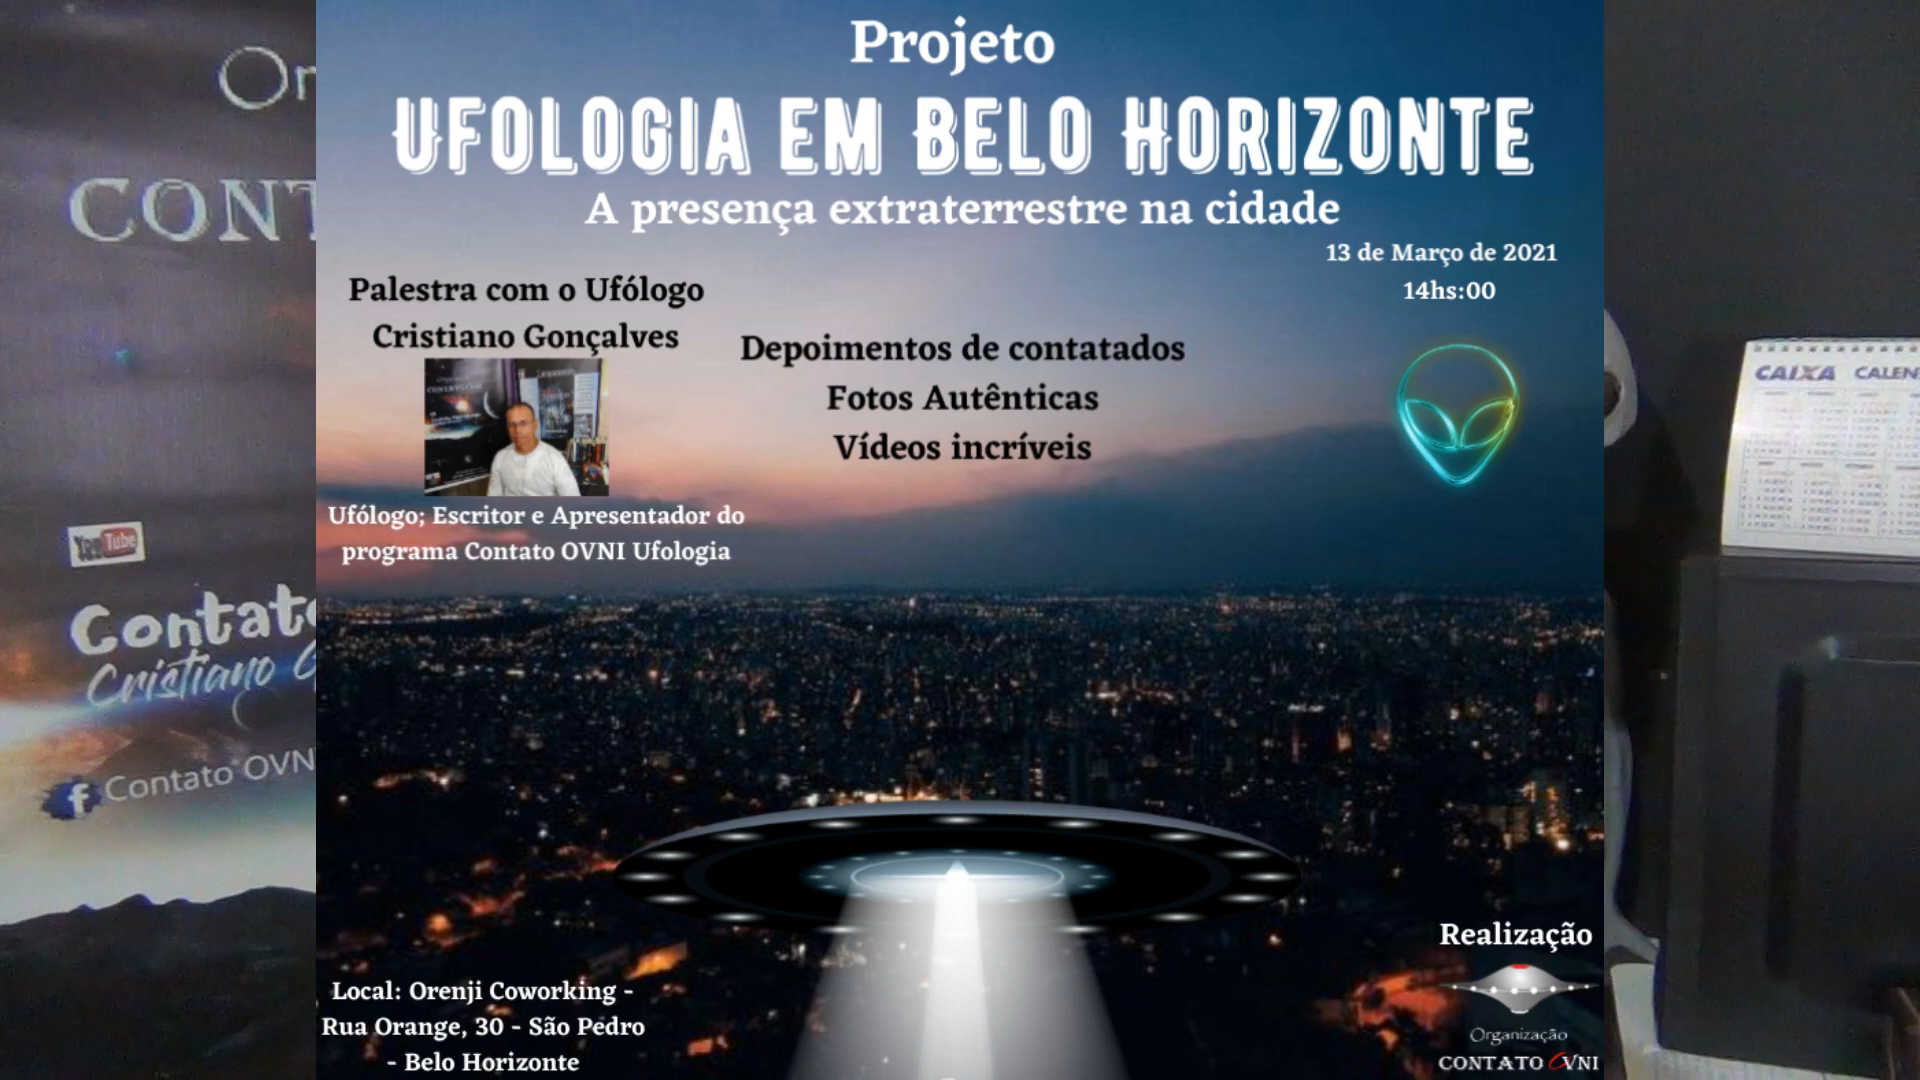 Projeto
UFOLOGIA EM BELO HORIZONTE
A presença extraterrestre na cidade
13 de Março de 2021
14hs:00
Palestra com o Ufólogo
Cristiano Gonçalves
Depoimentos de contatados
Fotos Autênticas
Vídeos incríveis
Ufólogo; Escritor e Apresentador do
programa Contato OVNI Ufologia
Local: Orenji Coworking -
Rua Orange, 30 - São Pedro
- Belo Horizonte
Realização
Organização
CONTATO OVNI
Or
CONT
YouTube
Contato
Cristiano G
f Contato OVN
CAIXA CALEN